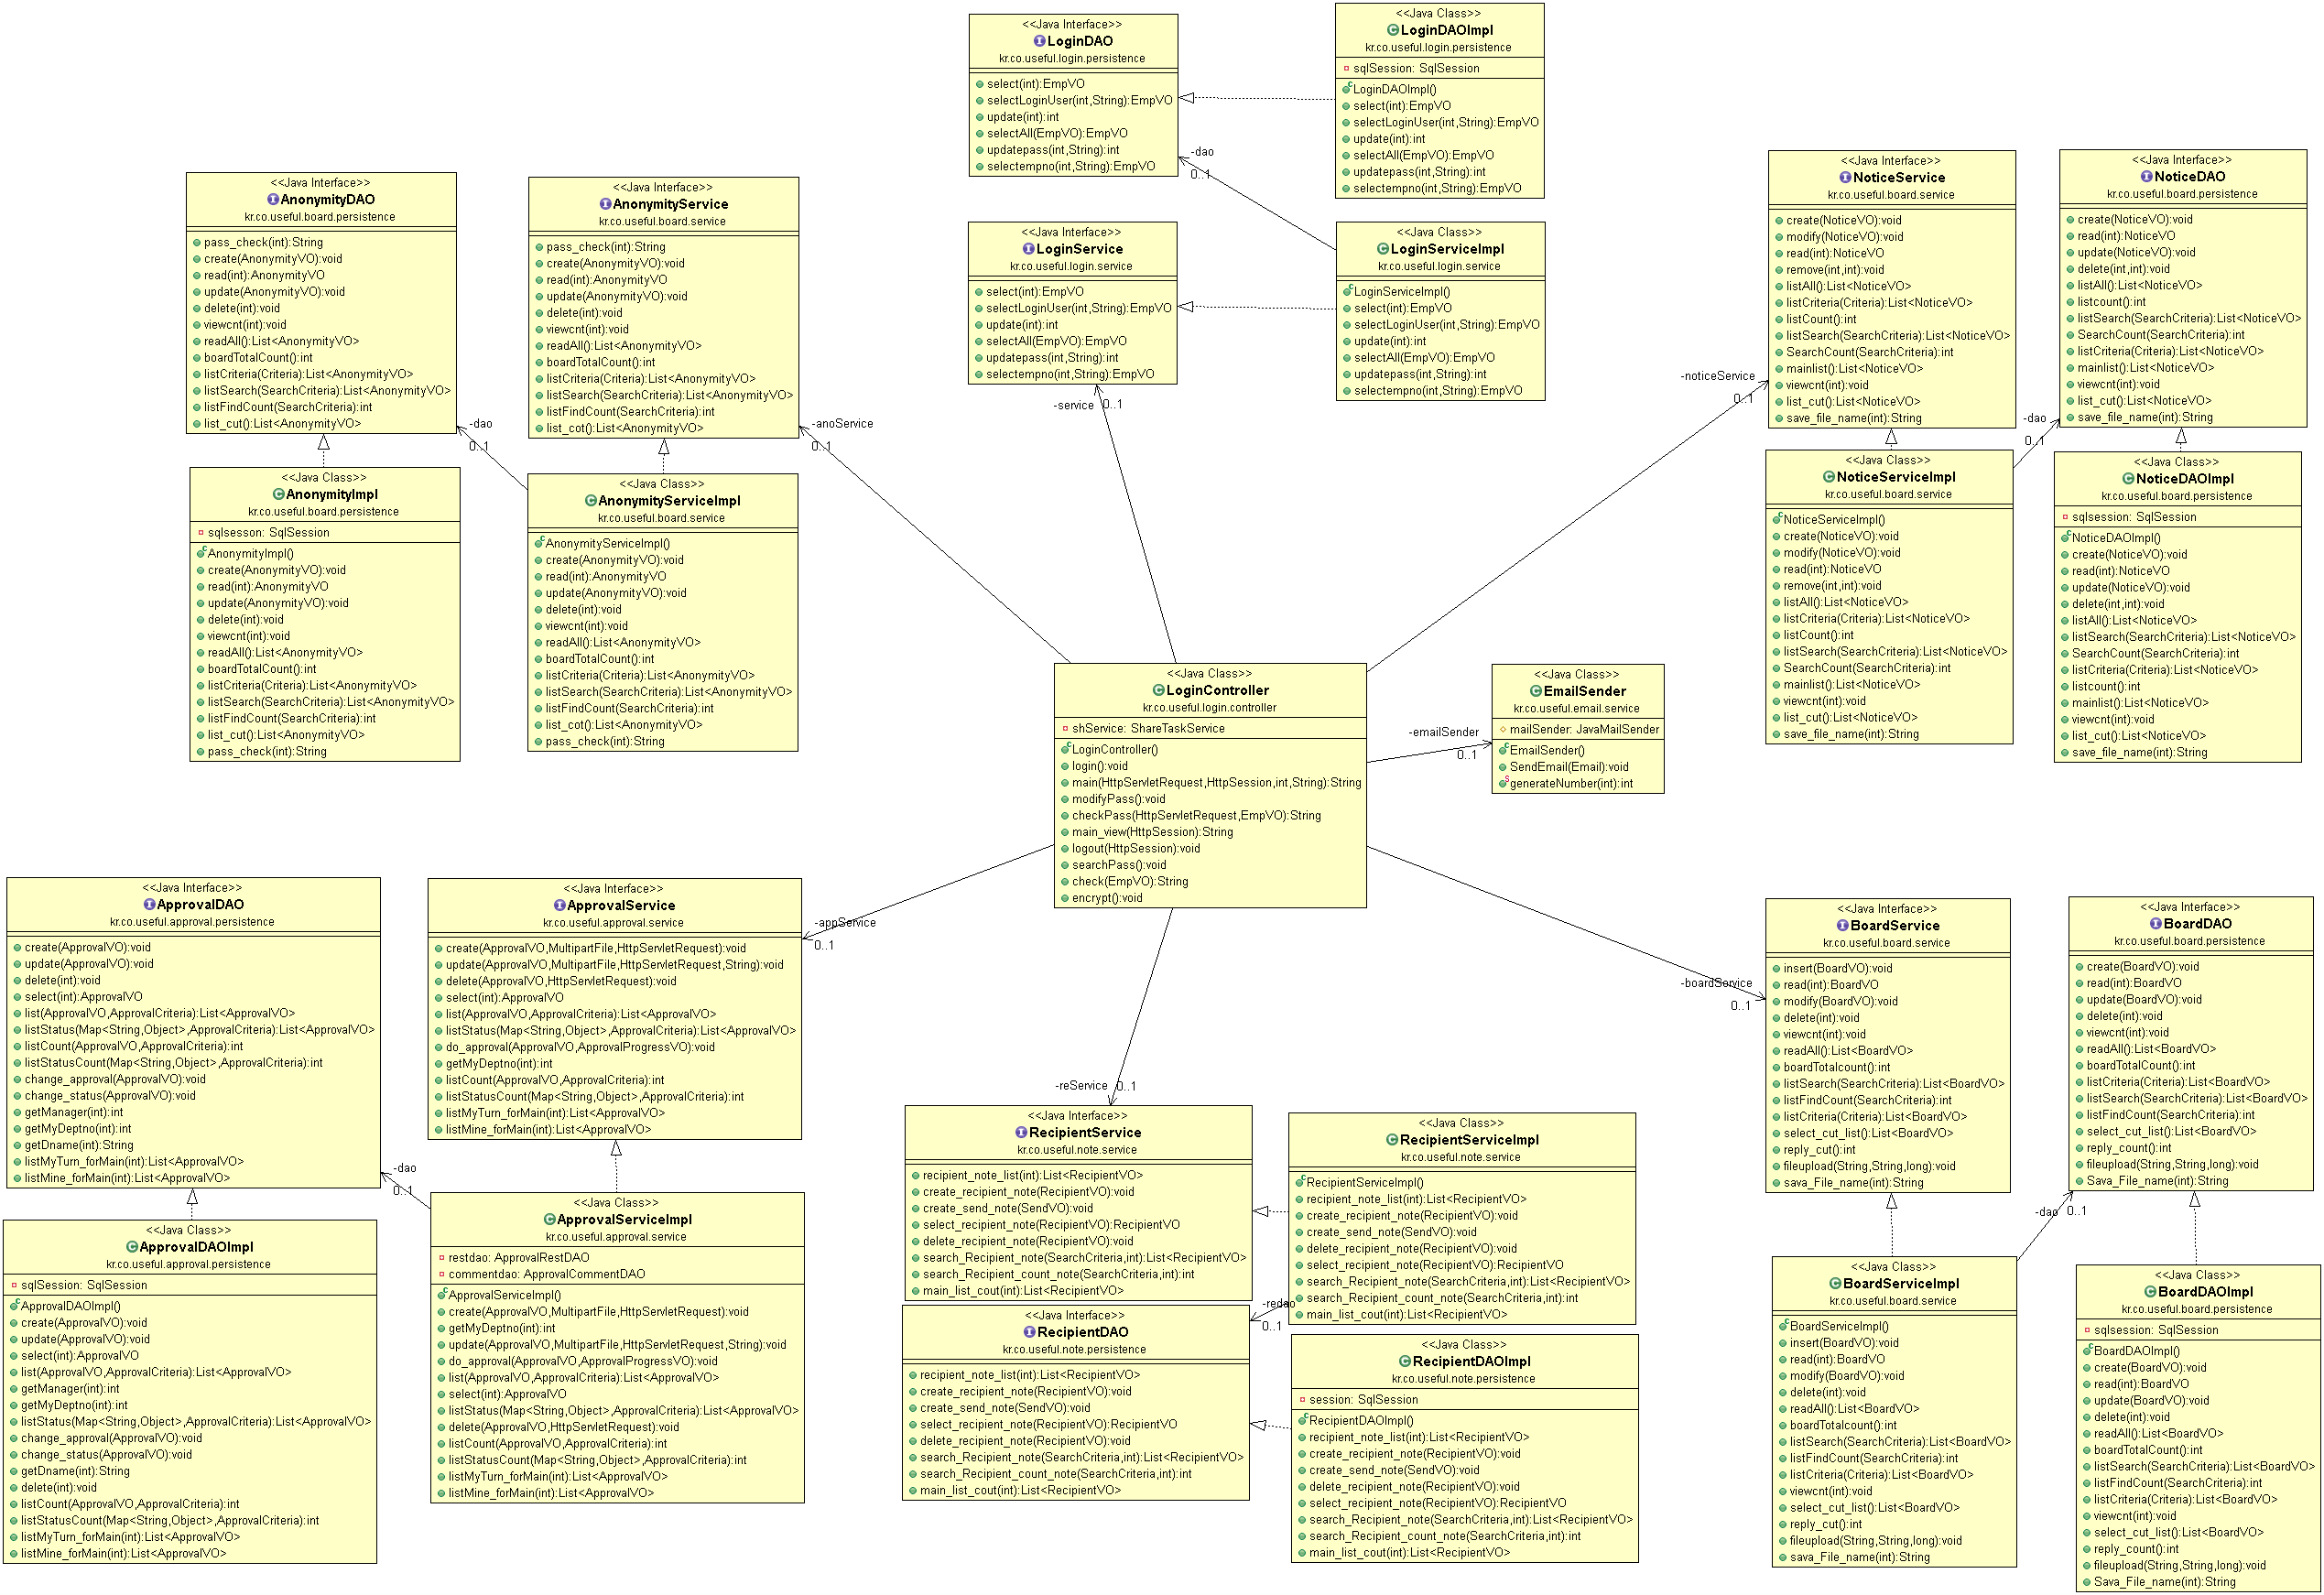 <<Java Interface>>
LoginDAO
kr.co.useful.login.persistence
select(int):EmpVO
selectLoginUser(int,String):EmpVO
update(int):int
selectAll(EmpVO):EmpVO
updatepass(int,String):int
selectempno(int,String):EmpVO
<<Java Class>>
LoginDAOImpl
kr.co.useful.login.persistence
sqlSession: SqlSession
LoginDAOImpl()
select(int):EmpVO
selectLoginUser(int,String):EmpVO
update(int):int
selectAll(EmpVO):EmpVO
updatepass(int,String):int
selectempno(int,String):EmpVO
-dao
0..1
<<Java Interface>>
LoginService
kr.co.useful.login.service
select(int):EmpVO
selectLoginUser(int,String):EmpVO
update(int):int
selectAll(EmpVO):EmpVO
updatepass(int,String):int
selectempno(int,String):EmpVO
<<Java Class>>
LoginServiceImpl
kr.co.useful.login.service
LoginServiceImpl()
select(int):EmpVO
selectLoginUser(int,String):EmpVO
update(int):int
selectAll(EmpVO):EmpVO
updatepass(int,String):int
selectempno(int,String):EmpVO
-service
0..1
<<Java Interface>>
AnonymityDAO
kr.co.useful.board.persistence
pass_check(int):String
create(AnonymityVO):void
read(int):AnonymityVO
update(AnonymityVO):void
delete(int):void
viewcnt(int):void
readAll():List<AnonymityVO>
boardTotalCount():int
listCriteria(Criteria):List<AnonymityVO>
listSearch(SearchCriteria):List<AnonymityVO>
listFindCount(SearchCriteria):int
list_cut():List<AnonymityVO>
<<Java Interface>>
AnonymityService
kr.co.useful.board.service
pass_check(int):String
create(AnonymityVO):void
read(int):AnonymityVO
update(AnonymityVO):void
delete(int):void
viewcnt(int):void
readAll():List<AnonymityVO>
boardTotalCount():int
listCriteria(Criteria):List<AnonymityVO>
listSearch(SearchCriteria):List<AnonymityVO>
listFindCount(SearchCriteria):int
list_cot():List<AnonymityVO>
-dao
0..1
-anoService
0..1
<<Java Class>>
AnonymityImpl
kr.co.useful.board.persistence
sqlsesson: SqlSession
AnonymityImpl()
create(AnonymityVO):void
read(int):AnonymityVO
update(AnonymityVO):void
delete(int):void
viewcnt(int):void
readAll():List<AnonymityVO>
boardTotalCount():int
listCriteria(Criteria):List<AnonymityVO>
listSearch(SearchCriteria):List<AnonymityVO>
listFindCount(SearchCriteria):int
list_cut():List<AnonymityVO>
pass_check(int):String
<<Java Class>>
AnonymityServiceImpl
kr.co.useful.board.service
AnonymityServiceImpl()
create(AnonymityVO):void
read(int):AnonymityVO
update(AnonymityVO):void
delete(int):void
viewcnt(int):void
readAll():List<AnonymityVO>
boardTotalCount():int
listCriteria(Criteria):List<AnonymityVO>
listSearch(SearchCriteria):List<AnonymityVO>
listFindCount(SearchCriteria):int
list_cot():List<AnonymityVO>
pass_check(int):String
<<Java Interface>>
NoticeService
kr.co.useful.board.service
create(NoticeVO):void
modify(NoticeVO):void
read(int):NoticeVO
remove(int,int):void
listAll():List<NoticeVO>
listCriteria(Criteria):List<NoticeVO>
listCount():int
listSearch(SearchCriteria):List<NoticeVO>
SearchCount(SearchCriteria):int
mainlist():List<NoticeVO>
viewcnt(int):void
list_cut():List<NoticeVO>
save_file_name(int):String
<<Java Interface>>
NoticeDAO
kr.co.useful.board.persistence
create(NoticeVO):void
read(int):NoticeVO
update(NoticeVO):void
delete(int,int):void
listAll():List<NoticeVO>
listcount():int
listSearch(SearchCriteria):List<NoticeVO>
SearchCount(SearchCriteria):int
listCriteria(Criteria):List<NoticeVO>
mainlist():List<NoticeVO>
viewcnt(int):void
list_cut():List<NoticeVO>
save_file_name(int):String
-noticeService
0..1
-dao
0..1
<<Java Class>>
NoticeServiceImpl
kr.co.useful.board.service
NoticeServiceImpl()
create(NoticeVO):void
modify(NoticeVO):void
read(int):NoticeVO
remove(int,int):void
listAll():List<NoticeVO>
listCriteria(Criteria):List<NoticeVO>
listCount():int
listSearch(SearchCriteria):List<NoticeVO>
SearchCount(SearchCriteria):int
mainlist():List<NoticeVO>
viewcnt(int):void
list_cut():List<NoticeVO>
save_file_name(int):String
<<Java Class>>
NoticeDAOImpl
kr.co.useful.board.persistence
sqlsession: SqlSession
NoticeDAOImpl()
create(NoticeVO):void
read(int):NoticeVO
update(NoticeVO):void
delete(int,int):void
listAll():List<NoticeVO>
listSearch(SearchCriteria):List<NoticeVO>
SearchCount(SearchCriteria):int
listCriteria(Criteria):List<NoticeVO>
listcount():int
mainlist():List<NoticeVO>
viewcnt(int):void
list_cut():List<NoticeVO>
save_file_name(int):String
<<Java Class>>
LoginController
kr.co.useful.login.controller
shService: ShareTaskService
LoginController()
login():void
main(HttpServletRequest,HttpSession,int,String):String
modifyPass():void
checkPass(HttpServletRequest,EmpVO):String
main_view(HttpSession):String
logout(HttpSession):void
searchPass():void
check(EmpVO):String
encrypt():void
-emailSender
0..1
<<Java Class>>
EmailSender
kr.co.useful.email.service
mailSender: JavaMailSender
EmailSender()
SendEmail(Email):void
generateNumber(int):int
<<Java Interface>>
ApprovalDAO
kr.co.useful.approval.persistence
create(ApprovalVO):void
update(ApprovalVO):void
delete(int):void
select(int):ApprovalVO
list(ApprovalVO,ApprovalCriteria):List<ApprovalVO>
listStatus(Map<String,Object>,ApprovalCriteria):List<ApprovalVO>
listCount(ApprovalVO,ApprovalCriteria):int
listStatusCount(Map<String,Object>,ApprovalCriteria):int
change_approval(ApprovalVO):void
change_status(ApprovalVO):void
getManager(int):int
getMyDeptno(int):int
getDname(int):String
listMyTurn_forMain(int):List<ApprovalVO>
listMine_forMain(int):List<ApprovalVO>
<<Java Interface>>
ApprovalService
kr.co.useful.approval.service
create(ApprovalVO,MultipartFile,HttpServletRequest):void
update(ApprovalVO,MultipartFile,HttpServletRequest,String):void
delete(ApprovalVO,HttpServletRequest):void
select(int):ApprovalVO
list(ApprovalVO,ApprovalCriteria):List<ApprovalVO>
listStatus(Map<String,Object>,ApprovalCriteria):List<ApprovalVO>
do_approval(ApprovalVO,ApprovalProgressVO):void
getMyDeptno(int):int
listCount(ApprovalVO,ApprovalCriteria):int
listStatusCount(Map<String,Object>,ApprovalCriteria):int
listMyTurn_forMain(int):List<ApprovalVO>
listMine_forMain(int):List<ApprovalVO>
-appService
0..1
-dao
0..1
<<Java Class>>
ApprovalDAOImpl
kr.co.useful.approval.persistence
sqlSession: SqlSession
ApprovalDAOImpl()
create(ApprovalVO):void
update(ApprovalVO):void
select(int):ApprovalVO
list(ApprovalVO,ApprovalCriteria):List<ApprovalVO>
getManager(int):int
getMyDeptno(int):int
listStatus(Map<String,Object>,ApprovalCriteria):List<ApprovalVO>
change_approval(ApprovalVO):void
change_status(ApprovalVO):void
getDname(int):String
delete(int):void
listCount(ApprovalVO,ApprovalCriteria):int
listStatusCount(Map<String,Object>,ApprovalCriteria):int
listMyTurn_forMain(int):List<ApprovalVO>
listMine_forMain(int):List<ApprovalVO>
<<Java Class>>
ApprovalServiceImpl
kr.co.useful.approval.service
restdao: ApprovalRestDAO
commentdao: ApprovalCommentDAO
ApprovalServiceImpl()
create(ApprovalVO,MultipartFile,HttpServletRequest):void
getMyDeptno(int):int
update(ApprovalVO,MultipartFile,HttpServletRequest,String):void
do_approval(ApprovalVO,ApprovalProgressVO):void
list(ApprovalVO,ApprovalCriteria):List<ApprovalVO>
select(int):ApprovalVO
listStatus(Map<String,Object>,ApprovalCriteria):List<ApprovalVO>
delete(ApprovalVO,HttpServletRequest):void
listCount(ApprovalVO,ApprovalCriteria):int
listStatusCount(Map<String,Object>,ApprovalCriteria):int
listMyTurn_forMain(int):List<ApprovalVO>
listMine_forMain(int):List<ApprovalVO>
-reService
0..1
<<Java Interface>>
RecipientService
kr.co.useful.note.service
recipient_note_list(int):List<RecipientVO>
create_recipient_note(RecipientVO):void
create_send_note(SendVO):void
select_recipient_note(RecipientVO):RecipientVO
delete_recipient_note(RecipientVO):void
search_Recipient_note(SearchCriteria,int):List<RecipientVO>
search_Recipient_count_note(SearchCriteria,int):int
main_list_cout(int):List<RecipientVO>
<<Java Class>>
RecipientServiceImpl
kr.co.useful.note.service
RecipientServiceImpl()
recipient_note_list(int):List<RecipientVO>
create_recipient_note(RecipientVO):void
create_send_note(SendVO):void
delete_recipient_note(RecipientVO):void
select_recipient_note(RecipientVO):RecipientVO
search_Recipient_note(SearchCriteria,int):List<RecipientVO>
search_Recipient_count_note(SearchCriteria,int):int
main_list_cout(int):List<RecipientVO>
-redao
0..1
<<Java Interface>>
RecipientDAO
kr.co.useful.note.persistence
recipient_note_list(int):List<RecipientVO>
create_recipient_note(RecipientVO):void
create_send_note(SendVO):void
select_recipient_note(RecipientVO):RecipientVO
delete_recipient_note(RecipientVO):void
search_Recipient_note(SearchCriteria,int):List<RecipientVO>
search_Recipient_count_note(SearchCriteria,int):int
main_list_cout(int):List<RecipientVO>
<<Java Class>>
RecipientDAOImpl
kr.co.useful.note.persistence
session: SqlSession
RecipientDAOImpl()
recipient_note_list(int):List<RecipientVO>
create_recipient_note(RecipientVO):void
create_send_note(SendVO):void
delete_recipient_note(RecipientVO):void
select_recipient_note(RecipientVO):RecipientVO
search_Recipient_note(SearchCriteria,int):List<RecipientVO>
search_Recipient_count_note(SearchCriteria,int):int
main_list_cout(int):List<RecipientVO>
-boardService
0..1
<<Java Interface>>
BoardService
kr.co.useful.board.service
insert(BoardVO):void
read(int):BoardVO
modify(BoardVO):void
delete(int):void
viewcnt(int):void
readAll():List<BoardVO>
boardTotalcount():int
listSearch(SearchCriteria):List<BoardVO>
listFindCount(SearchCriteria):int
listCriteria(Criteria):List<BoardVO>
select_cut_list():List<BoardVO>
reply_cut():int
fileupload(String,String,long):void
sava_File_name(int):String
<<Java Interface>>
BoardDAO
kr.co.useful.board.persistence
create(BoardVO):void
read(int):BoardVO
update(BoardVO):void
delete(int):void
viewcnt(int):void
readAll():List<BoardVO>
boardTotalCount():int
listCriteria(Criteria):List<BoardVO>
listSearch(SearchCriteria):List<BoardVO>
listFindCount(SearchCriteria):int
select_cut_list():List<BoardVO>
reply_count():int
fileupload(String,String,long):void
Sava_File_name(int):String
-dao
0..1
<<Java Class>>
BoardServiceImpl
kr.co.useful.board.service
BoardServiceImpl()
insert(BoardVO):void
read(int):BoardVO
modify(BoardVO):void
delete(int):void
readAll():List<BoardVO>
boardTotalcount():int
listSearch(SearchCriteria):List<BoardVO>
listFindCount(SearchCriteria):int
listCriteria(Criteria):List<BoardVO>
viewcnt(int):void
select_cut_list():List<BoardVO>
reply_cut():int
fileupload(String,String,long):void
sava_File_name(int):String
<<Java Class>>
BoardDAOImpl
kr.co.useful.board.persistence
sqlsession: SqlSession
BoardDAOImpl()
create(BoardVO):void
read(int):BoardVO
update(BoardVO):void
delete(int):void
readAll():List<BoardVO>
boardTotalCount():int
listSearch(SearchCriteria):List<BoardVO>
listFindCount(SearchCriteria):int
listCriteria(Criteria):List<BoardVO>
viewcnt(int):void
select_cut_list():List<BoardVO>
reply_count():int
fileupload(String,String,long):void
Sava_File_name(int):String